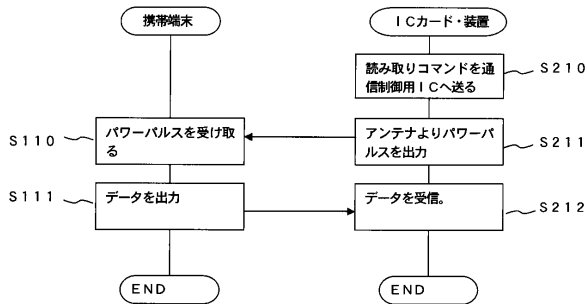 携帯端末
ICカード・装置
読み取りコマンドを通
信制御用ICへ送る
S210
S110
パワーパルスを受け取
る
アンテナよりパワーパ
ルスを出力
S211
S111
データを出力
データを受信。
S212
END
END